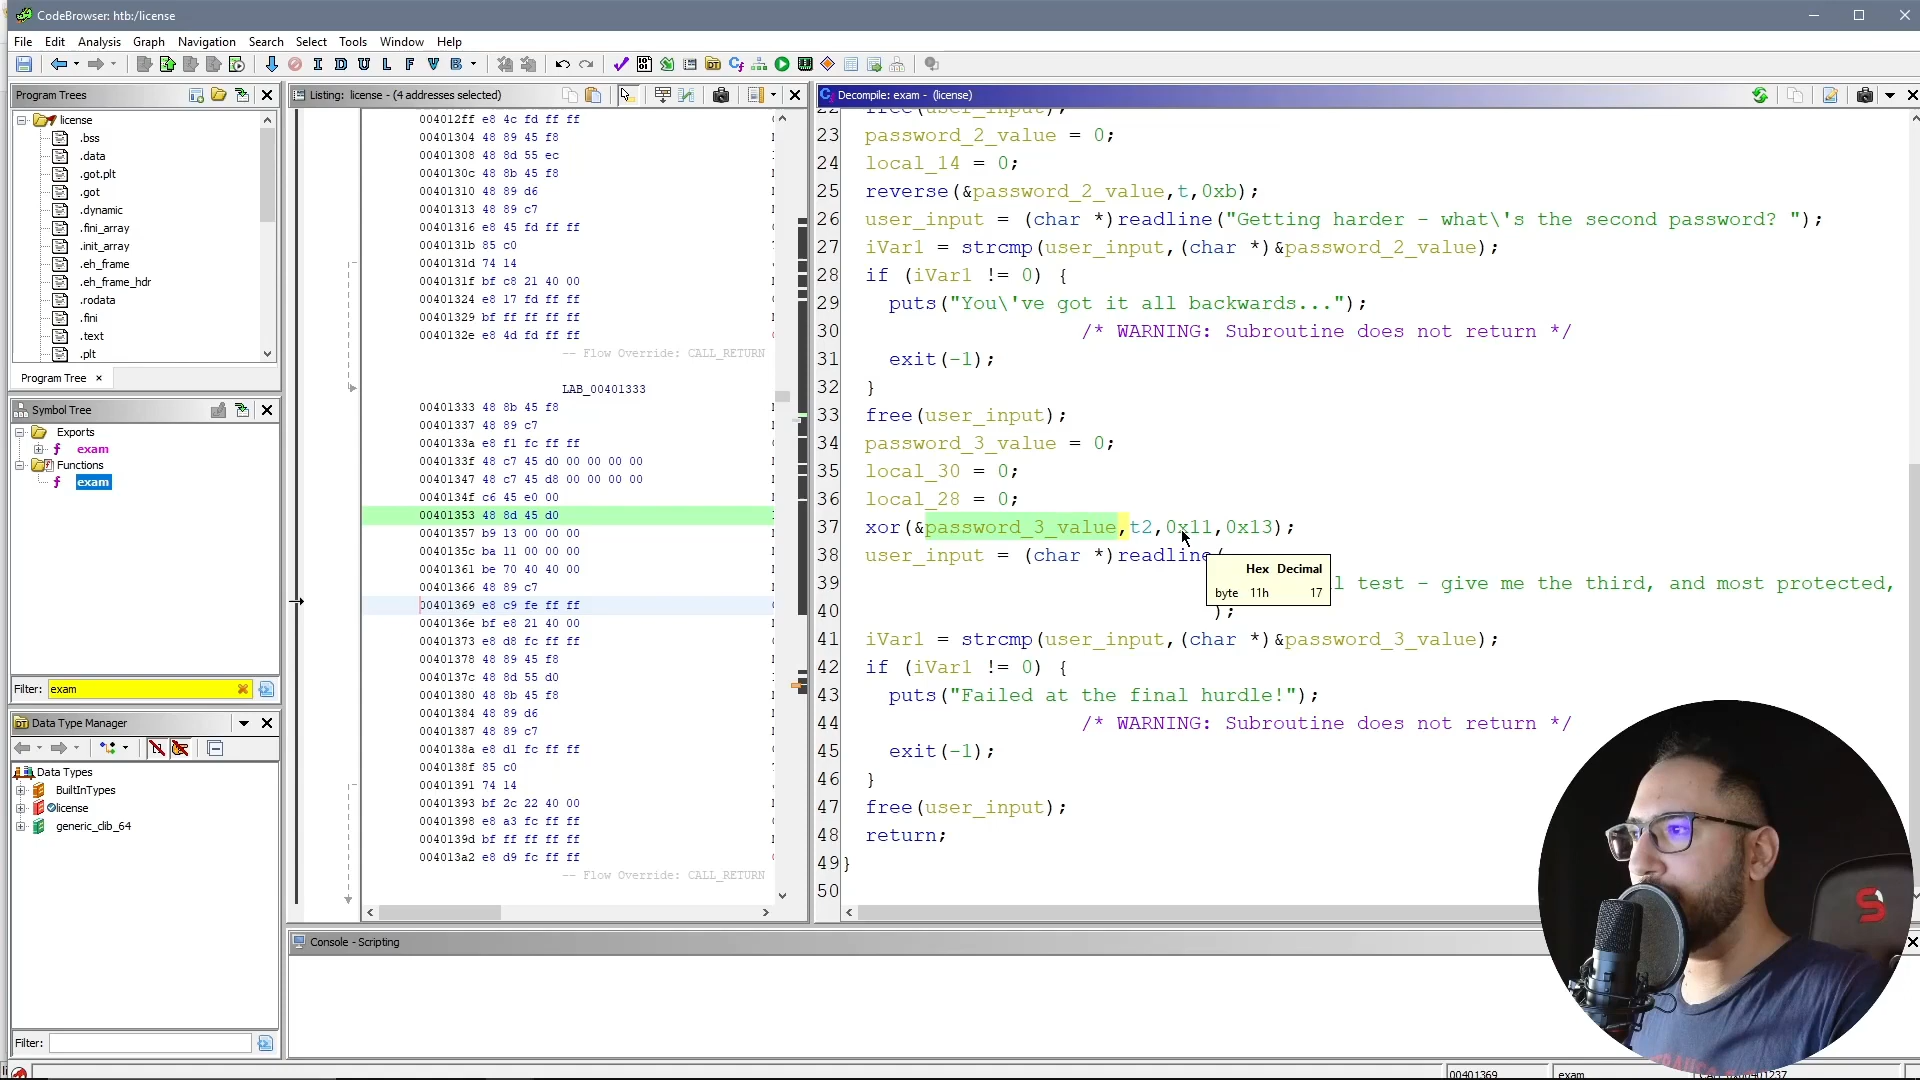 CodeBrowser: htb:/license
File Edit Analysis Graph Navigation Search Select Tools Window Help
I D U L F V B
Program Trees
license
.bss
.data
.got.plt
.got
.dynamic
.fini_array
.init_array
.eh_frame
.eh_frame_hdr
.rodata
.fini
.text
.plt
Program Tree ×
Symbol Tree
Exports
f exam
Functions
f exam
Filter: exam
Data Type Manager
Data Types
BuiltInTypes
license
generic_clib_64
Filter:
Listing: license - (4 addresses selected)
004012ff e8 4c fd ff ff
00401304 48 89 45 f8
00401308 48 8d 55 ec
0040130c 48 8b 45 f8
00401310 48 89 d6
00401313 48 89 c7
00401316 e8 45 fd ff ff
0040131b 85 c0
0040131d 74 14
0040131f bf c8 21 40 00
00401324 e8 17 fd ff ff
00401329 bf ff ff ff ff
0040132e e8 4d fd ff ff
-- Flow Override: CALL_RETURN
LAB_00401333
00401333 48 8b 45 f8
00401337 48 89 c7
0040133a e8 f1 fc ff ff
0040133f 48 c7 45 d0 00 00 00 00
00401347 48 c7 45 d8 00 00 00 00
0040134f c6 45 e0 00
00401353 48 8d 45 d0
00401357 b9 13 00 00 00
0040135c ba 11 00 00 00
00401361 be 70 40 40 00
00401366 48 89 c7
00401369 e8 c9 fe ff ff
0040136e bf e8 21 40 00
00401373 e8 d8 fc ff ff
00401378 48 89 45 f8
0040137c 48 8d 55 d0
00401380 48 8b 45 f8
00401384 48 89 d6
00401387 48 89 c7
0040138a e8 d1 fc ff ff
0040138f 85 c0
00401391 74 14
00401393 bf 2c 22 40 00
00401398 e8 a3 fc ff ff
0040139d bf ff ff ff ff
004013a2 e8 d9 fc ff ff
-- Flow Override: CALL_RETURN
Decompile: exam - (license)
22 free(user_input);
23 password_2_value = 0;
24 local_14 = 0;
25 reverse(&password_2_value,t,0xb);
26 user_input = (char *)readline("Getting harder - what\'s the second password? ");
27 iVar1 = strcmp(user_input,(char *)&password_2_value);
28 if (iVar1 != 0) {
29 puts("You\'ve got it all backwards...");
30 /* WARNING: Subroutine does not return */
31 exit(-1);
32 }
33 free(user_input);
34 password_3_value = 0;
35 local_30 = 0;
36 local_28 = 0;
37 xor(&password_3_value,t2,0x11,0x13);
38 user_input = (char *)readline(
39 l test - give me the third, and most protected,
40 );
41 iVar1 = strcmp(user_input,(char *)&password_3_value);
42 if (iVar1 != 0) {
43 puts("Failed at the final hurdle!");
44 /* WARNING: Subroutine does not return */
45 exit(-1);
46 }
47 free(user_input);
48 return;
49 }
50
Hex Decimal
byte 11h 17
Console - Scripting
00401369 exam